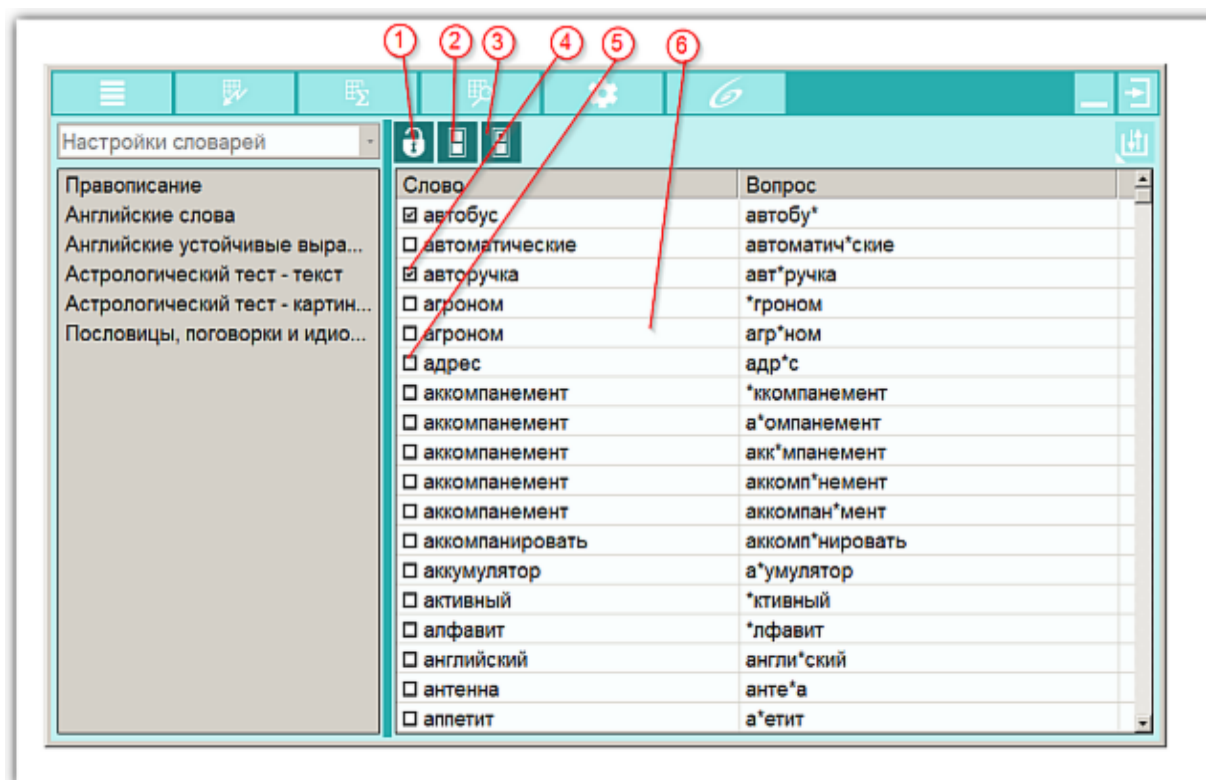 1 2 3 4 5 6
Настройки словарей
Правописание
Английские слова
Английские устойчивые выра...
Астрологический тест - текст
Астрологический тест - картин...
Пословицы, поговорки и идио...
Слово Вопрос
автобус автобу*
автоматические автоматич*ские
авторучка авт*ручка
агроном *гроном
агроном агр*ном
адрес адр*с
аккомпанемент *ккомпанемент
аккомпанемент а*омпанемент
аккомпанемент акк*мпанемент
аккомпанемент аккомп*немент
аккомпанемент аккомпан*мент
аккомпанировать аккомп*нировать
аккумулятор а*умулятор
активный *ктивный
алфавит *лфавит
английский англи*ский
антенна анте*а
аппетит а*етит